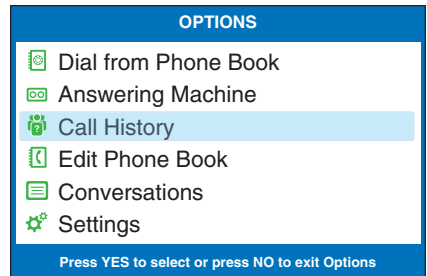 OPTIONS
Dial from Phone Book
Answering Machine
Call History
Edit Phone Book
Conversations
Settings
Press YES to select or press NO to exit Options